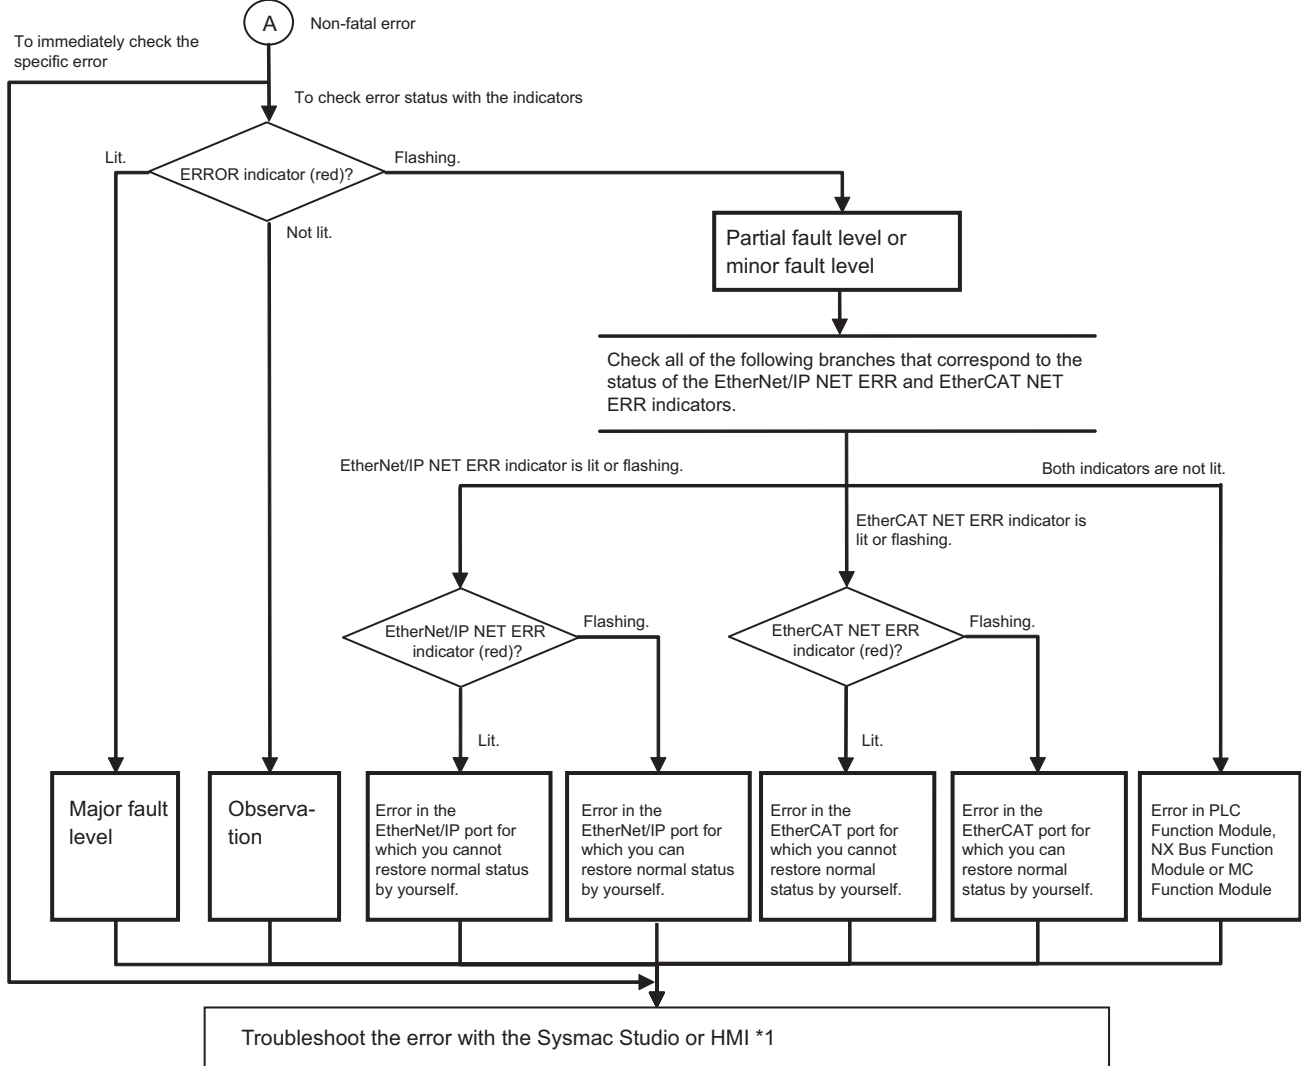 A
Non-fatal error
To immediately check the
specific error
To check error status with the indicators
Lit.
ERROR indicator (red)?
Flashing.
Not lit.
Partial fault level or
minor fault level
Check all of the following branches that correspond to the
status of the EtherNet/IP NET ERR and EtherCAT NET
ERR indicators.
EtherNet/IP NET ERR indicator is lit or flashing.
Both indicators are not lit.
EtherCAT NET ERR indicator is
lit or flashing.
EtherNet/IP NET ERR
indicator (red)?
Flashing.
EtherCAT NET ERR
indicator (red)?
Flashing.
Lit.
Lit.
Major fault
level
Observa-
tion
Error in the
EtherNet/IP port for
which you cannot
restore normal status
by yourself.
Error in the
EtherNet/IP port for
which you can
restore normal status
by yourself.
Error in the
EtherCAT port for
which you cannot
restore normal
status by yourself.
Error in the
EtherCAT port for
which you can
restore normal
status by yourself.
Error in PLC
Function Module,
NX Bus Function
Module or MC
Function Module
Troubleshoot the error with the Sysmac Studio or HMI *1